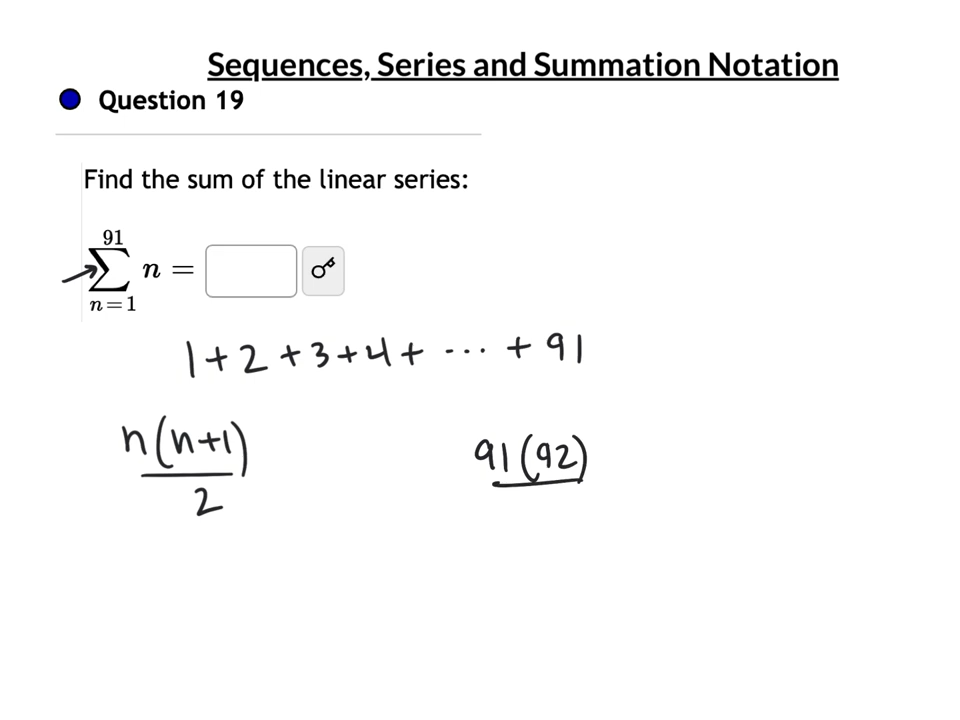 Sequences, Series and Summation Notation
Question 19
Find the sum of the linear series:
91
∑ n =
n=1
1+2+3+4+ ... + 91
n(n+1)
2
91(92)